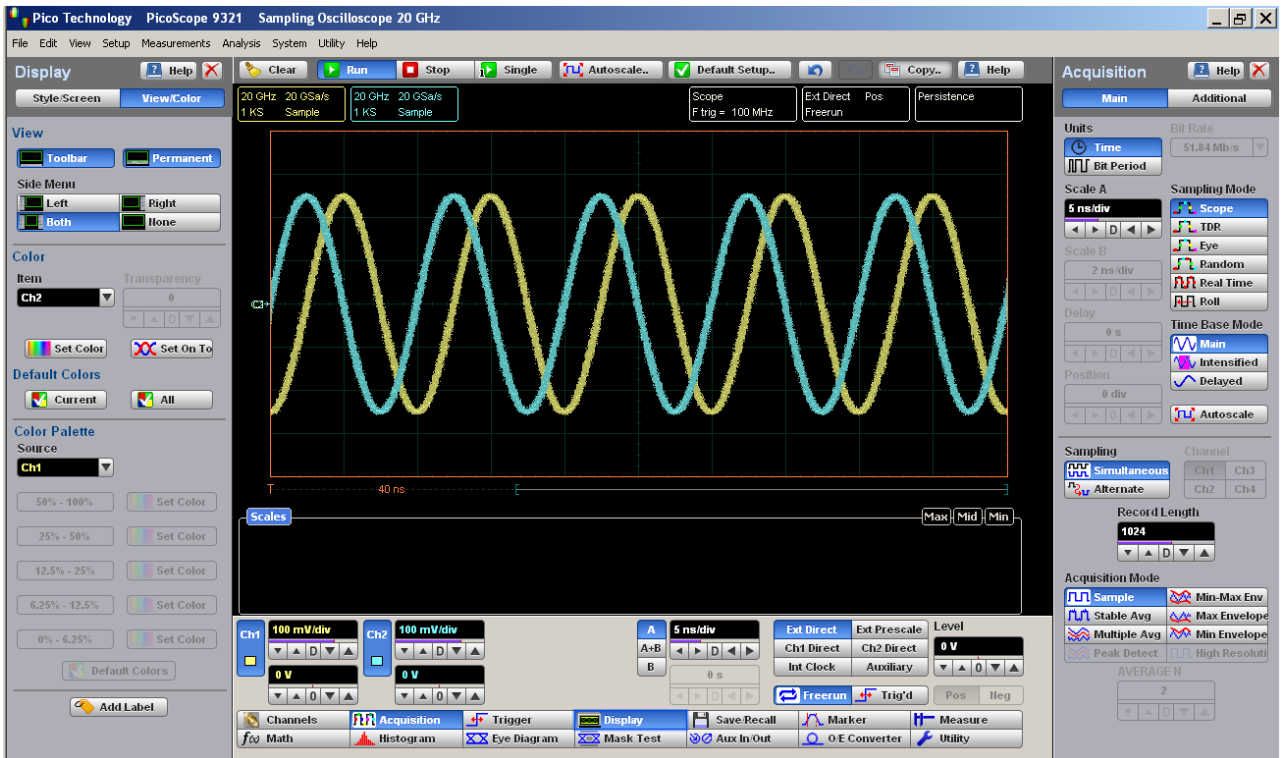 Pico Technology PicoScope 9321 Sampling Oscilloscope 20 GHz
File Edit View Setup Measurements Analysis System Utility Help
Display Help
Style/Screen View/Color
View
Toolbar Permanent
Side Menu
Left Right
Both None
Color
Item Transparency
Ch2 0
D
Set Color Set On To
Default Colors
Current All
Color Palette
Source
Ch1
50% - 100% Set Color
25% - 50% Set Color
12.5% - 25% Set Color
6.25% - 12.5% Set Color
0% - 6.25% Set Color
Default Colors
Add Label
Clear Run Stop Single Autoscale.. Default Setup.. Copy.. Help
20 GHz 20 GSa/s 20 GHz 20 GSa/s Scope Ext Direct Pos Persistence
1 KS Sample 1 KS Sample F trig = 100 MHz Freerun
T 40 ns
Scales Max Mid Min
Ch1 100 mV/div Ch2 100 mV/div A 5 ns/div Ext Direct Ext Prescale Level
D D A+B D Ch1 Direct Ch2 Direct 0 V
0 V 0 V B 0 s Int Clock Auxiliary 0
0 0 D Freerun Trig'd Pos Neg
Channels Acquisition Trigger Display Save/Recall Marker Measure
f(x) Math Histogram Eye Diagram Mask Test Aux In/Out O/E Converter Utility
Acquisition Help
Main Additional
Units Bit Rate
Time 51.84 Mb/s
Bit Period
Scale A Sampling Mode
5 ns/div Scope
D TDR
Scale B Eye
2 ns/div Random
D Real Time
Roll
Delay
0 s Time Base Mode
D Main
Intensified
Position Delayed
0 div
0 Autoscale
Sampling Channel
Simultaneous Ch1 Ch3
Alternate Ch2 Ch4
Record Length
1024
D
Acquisition Mode
Sample Min-Max Env
Stable Avg Max Envelope
Multiple Avg Min Envelope
Peak Detect High Resoluti
AVERAGE N
2
D